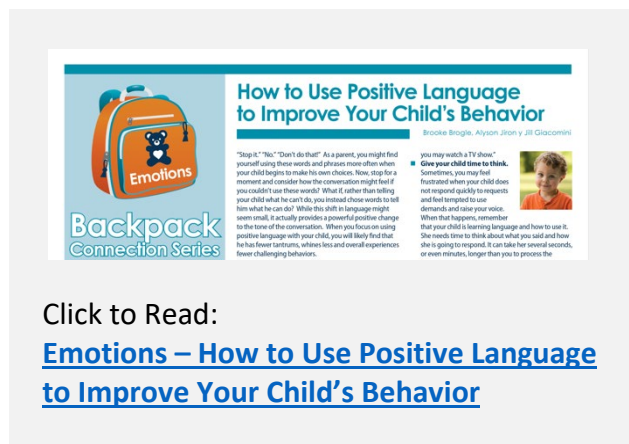 How to Use Positive Language
to Improve Your Child's Behavior
Brooke Brogle, Alyson Jiron y Jill Giacomini
Emotions
Backpack
Connection Series
"Stop it." "No." "Don't do that!" As a parent, you might find
yourself using these words and phrases more often when
your child begins to make his own choices. Now, stop for a
moment and consider how the conversation might feel if
you couldn't use these words? What if, rather than telling
your child what he can't do, you instead chose words to tell
him what he can do? While this shift in language might
seem small, it actually provides a powerful positive change
to the tone of the conversation. When you focus on using
positive language with your child, you will likely find that
he has fewer tantrums, whines less and overall experiences
fewer challenging behaviors.
you may watch a TV show."
■ Give your child time to think.
Sometimes, you may feel
frustrated when your child does
not respond quickly to requests
and feel tempted to use
demands and raise your voice.
When that happens, remember
that your child is learning language and how to use it.
She needs time to think about what you said and how
she is going to respond. It can take her several seconds,
or even minutes, longer than you to process the
Click to Read:
Emotions – How to Use Positive Language
to Improve Your Child's Behavior